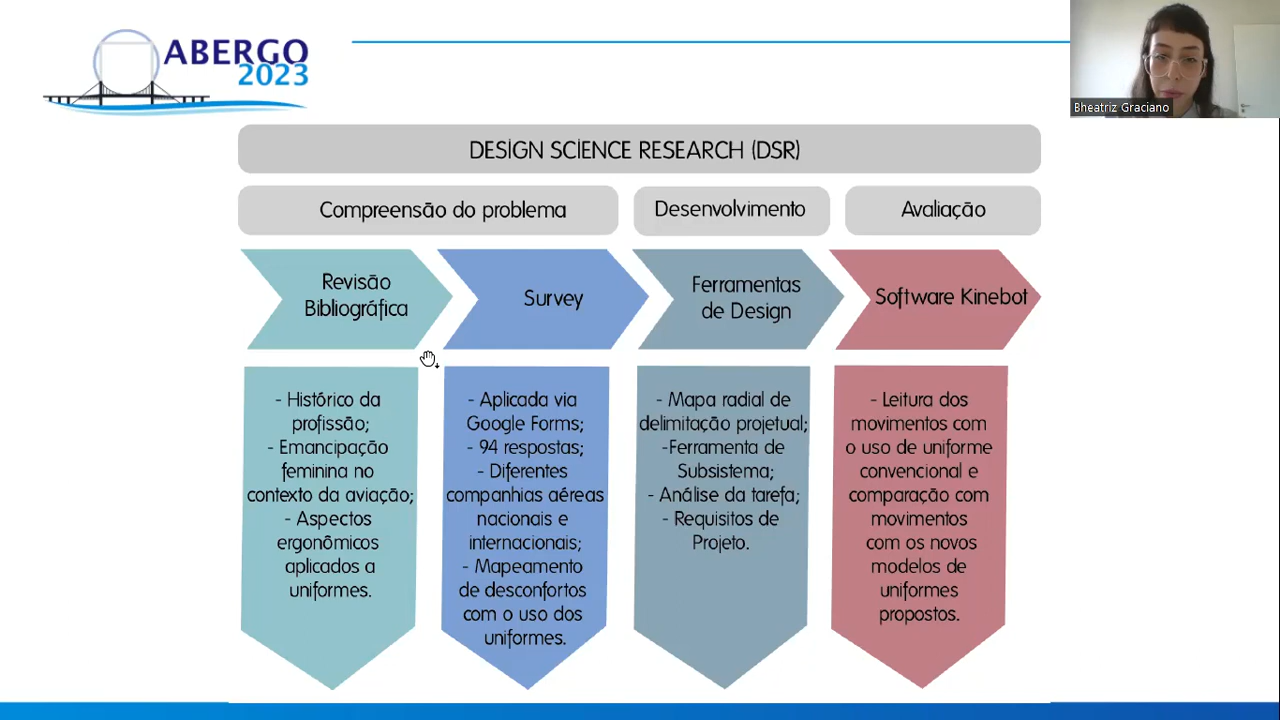 ABERGO
2023
Bheatriz Graciano
DESIGN SCIENCE RESEARCH (DSR)
Compreensão do problema
Desenvolvimento
Avaliação
Revisão
Bibliográfica
Survey
Ferramentas
de Design
Software Kinebot
- Histórico da
profissão;
- Emancipação
feminina no
contexto da aviação;
- Aspectos
ergonômicos
aplicados a
uniformes.
- Aplicada via
Google Forms;
- 94 respostas;
- Diferentes
companhias aéreas
nacionais e
internacionais;
- Mapeamento
de desconfortos
com o uso dos
uniformes.
- Mapa radial de
delimitação projetual;
-Ferramenta de
Subsistema;
- Análise da tarefa;
- Requisitos de
Projeto.
- Leitura dos
movimentos com
o uso de uniforme
convencional e
comparação com
movimentos
com os novos
modelos de
uniformes
propostos.